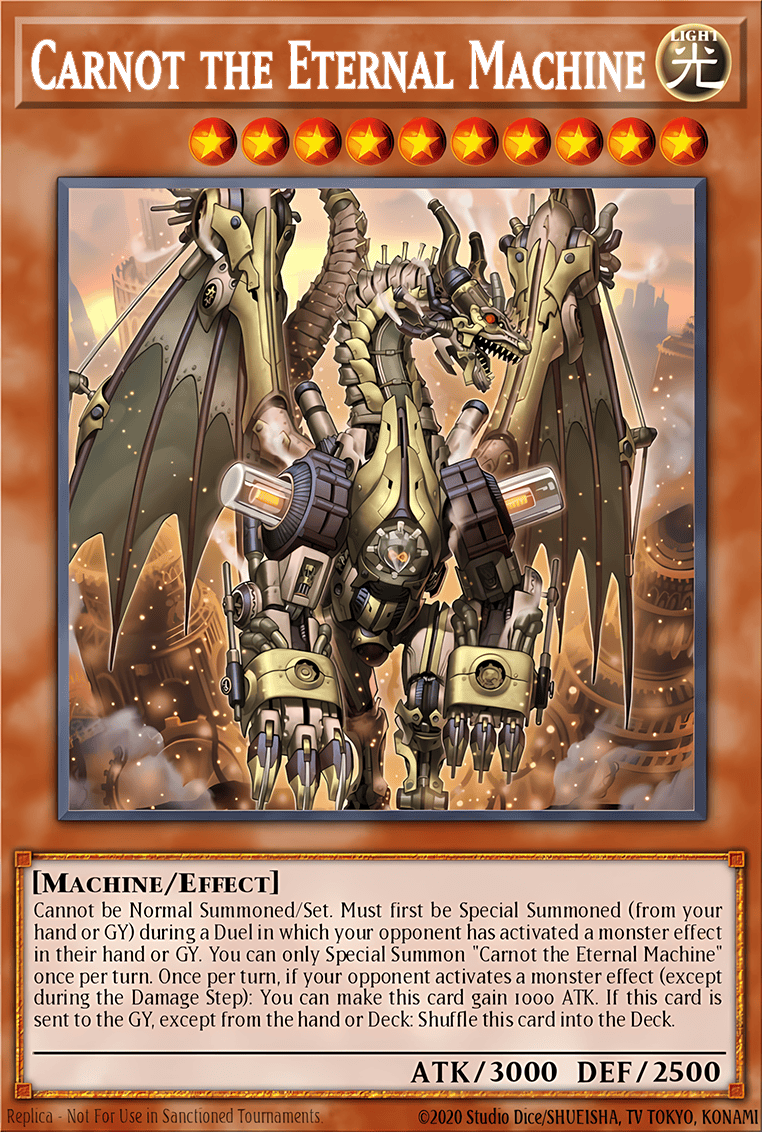 Carnot the Eternal Machine
LIGHT
光
[Machine/Effect]
Cannot be Normal Summoned/Set. Must first be Special Summoned (from your
hand or GY) during a Duel in which your opponent has activated a monster effect
in their hand or GY. You can only Special Summon "Carnot the Eternal Machine"
once per turn. Once per turn, if your opponent activates a monster effect (except
during the Damage Step): You can make this card gain 1000 ATK. If this card is
sent to the GY, except from the hand or Deck: Shuffle this card into the Deck.
ATK/3000 DEF/2500
Replica - Not For Use in Sanctioned Tournaments.
©2020 Studio Dice/SHUEISHA, TV TOKYO, KONAMI